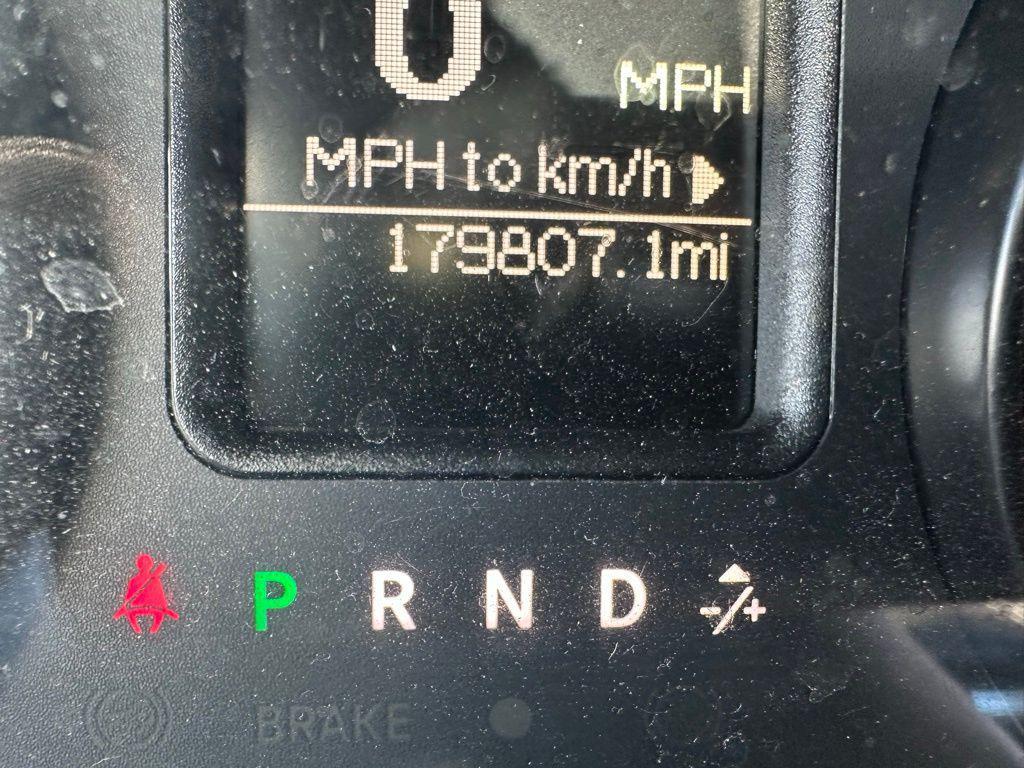 0
MPH
MPH to km/h
179807.1mi
P R N D -/+
BRAKE